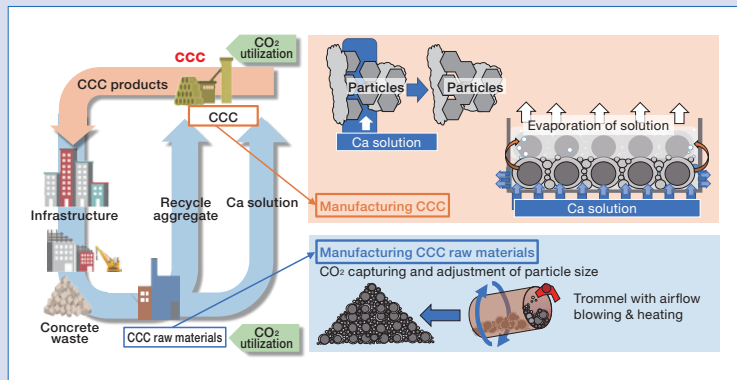 CO₂
utilization
CCC
CCC products
CCC
Infrastructure
Recycle
aggregate
Ca solution
Concrete
waste
CCC raw materials
CO₂
utilization
Particles
Particles
Ca solution
Evaporation of solution
Ca solution
Manufacturing CCC
Manufacturing CCC raw materials
CO₂ capturing and adjustment of particle size
Trommel with airflow
blowing & heating